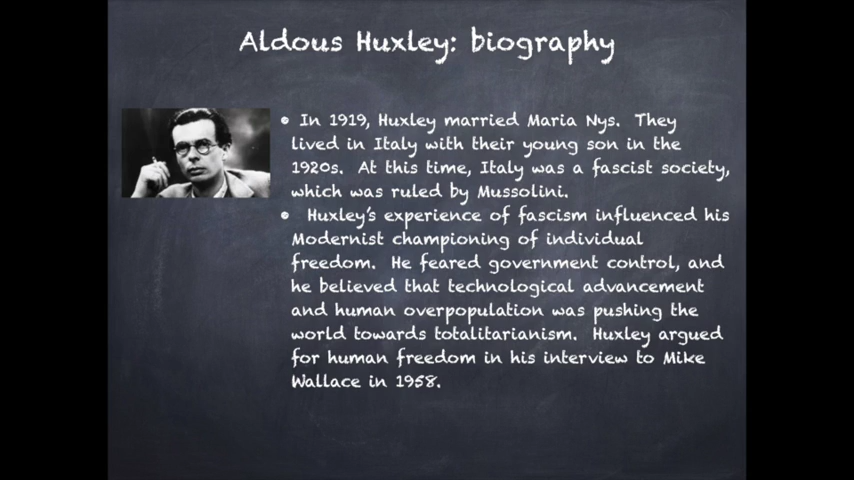 Aldous Huxley: biography
• In 1919, Huxley married Maria Nys. They
lived in Italy with their young son in the
1920s. At this time, Italy was a fascist society,
which was ruled by Mussolini.
• Huxley's experience of fascism influenced his
Modernist championing of individual
freedom. He feared government control, and
he believed that technological advancement
and human overpopulation was pushing the
world towards totalitarianism. Huxley argued
for human freedom in his interview to Mike
Wallace in 1958.